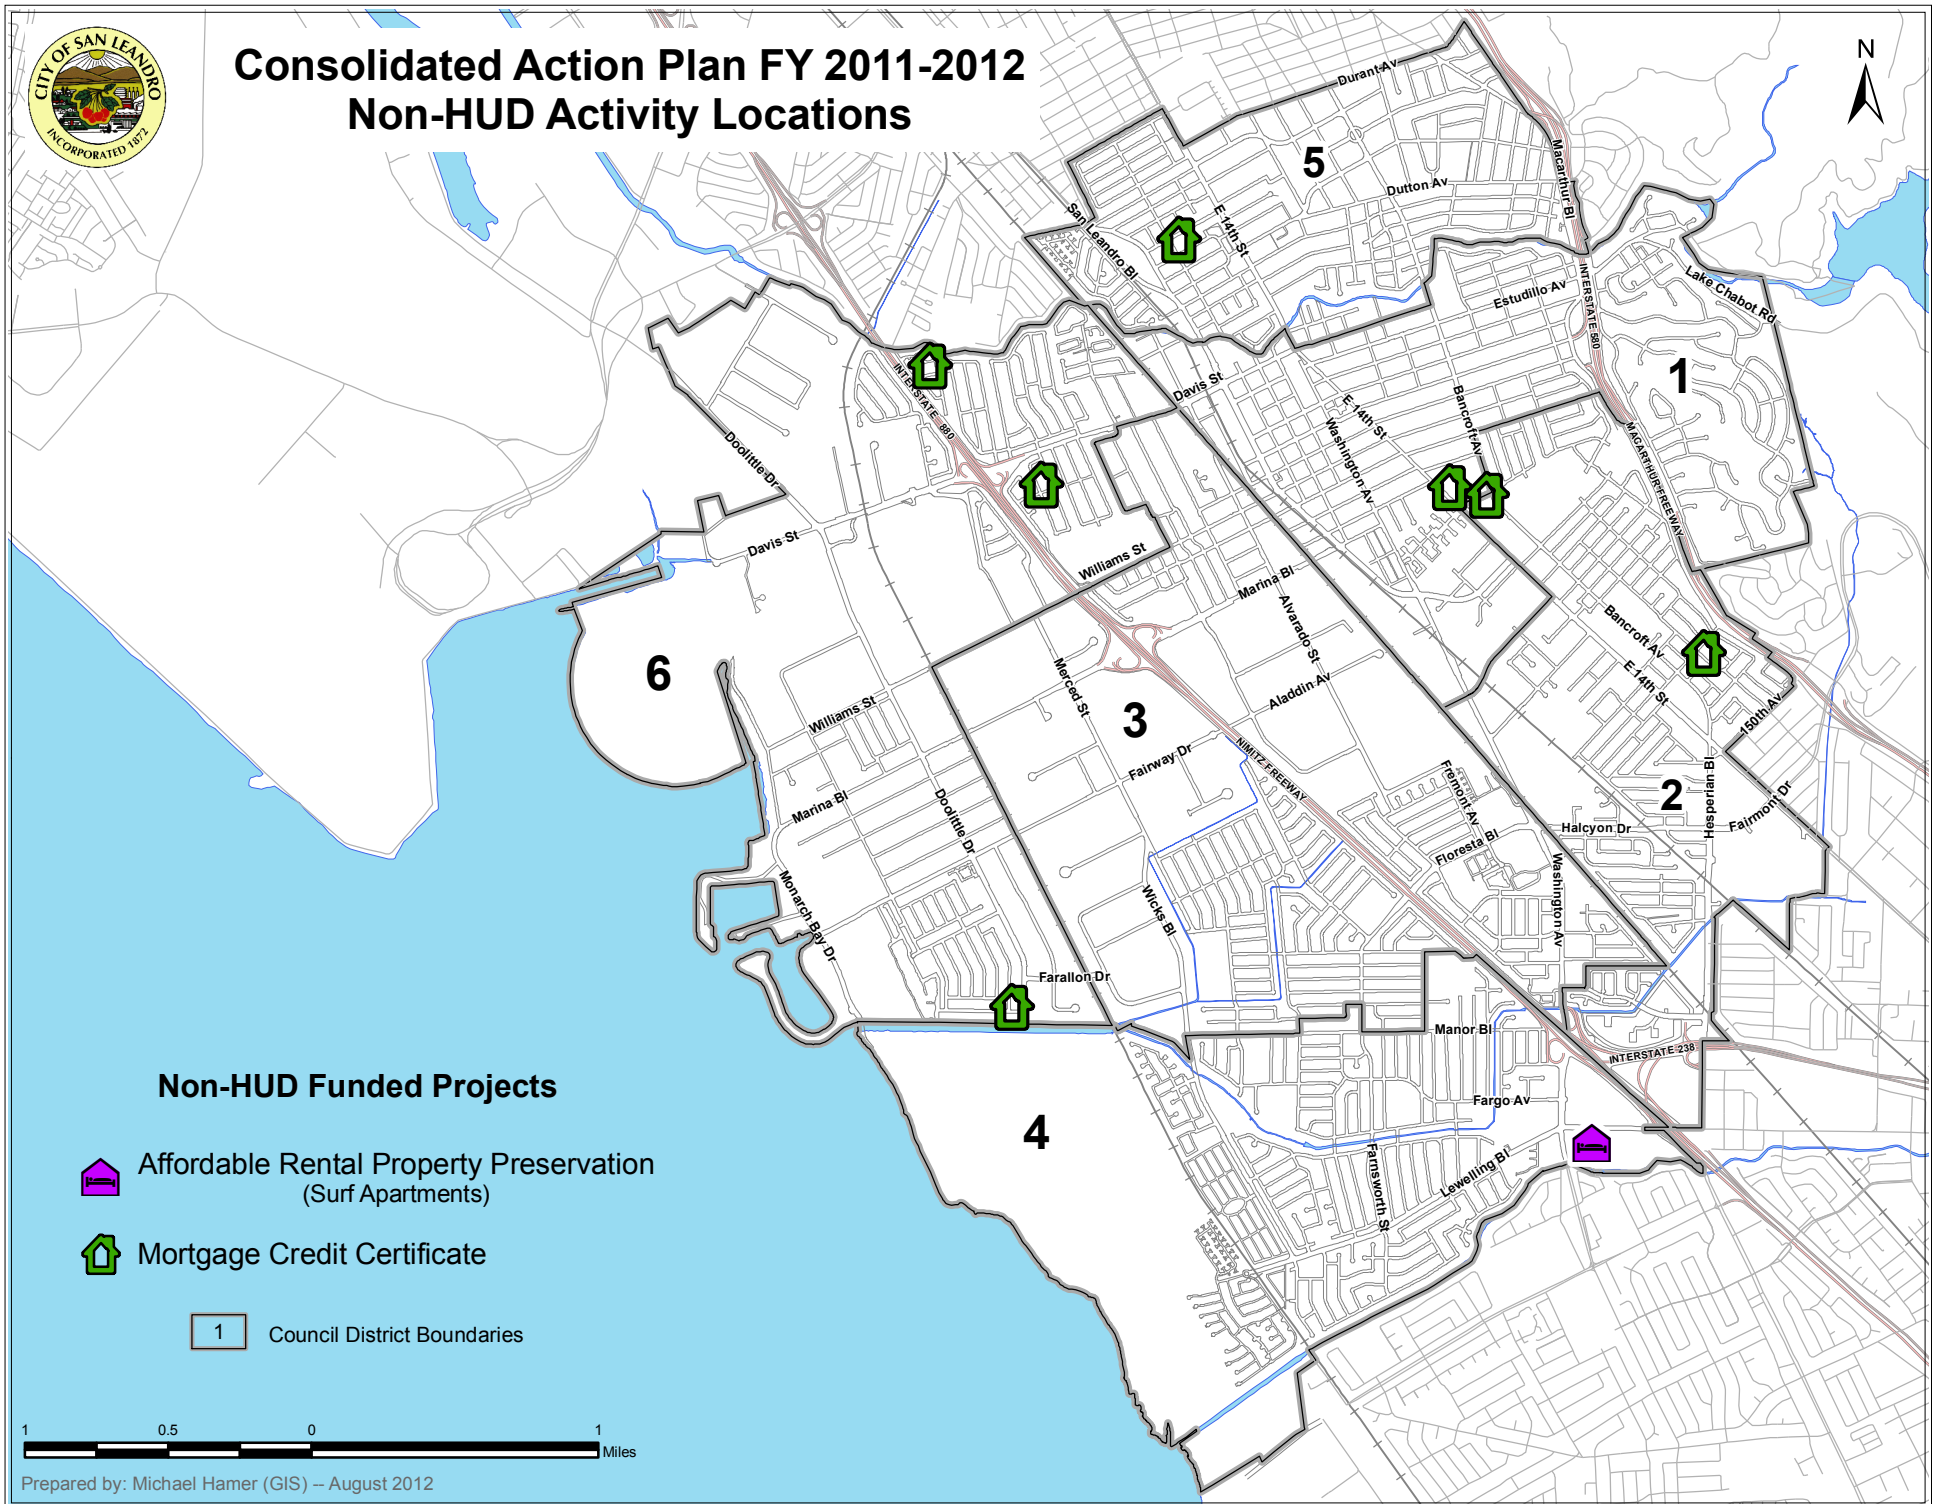 CITY OF SAN LEANDRO
INCORPORATED 1872
Consolidated Action Plan FY 2011-2012
Non-HUD Activity Locations
N
Durant Av
5
Macarthur Bl
Dutton Av
San Leandro Bl
E 14th St
Lake Chabot Rd
Estudillo Av
INTERSTATE 580
1
INTERSTATE 880
Davis St
Bancroft Av
E 14th St
Washington Av
Doolittle Dr
MACARTHUR FREEWAY
Davis St
Williams St
Marina Bl
Alvarado St
Bancroft Av
E 14th St
6
Merced St
Aladdin Av
150th Av
Williams St
3
Fairway Dr
NIMITZ FREEWAY
Fremont Av
2
Hesperian Bl
Fairmont Dr
Marina Bl
Doolittle Dr
Halcyon Dr
Floresta Bl
Washington Av
Monarch Bay Dr
Wicks Bl
Farallon Dr
Manor Bl
INTERSTATE 238
Fargo Av
4
Farnsworth St
Lewelling Bl
Non-HUD Funded Projects
Affordable Rental Property Preservation
(Surf Apartments)
Mortgage Credit Certificate
1
Council District Boundaries
1 0.5 0 1
Miles
Prepared by: Michael Hamer (GIS) -- August 2012